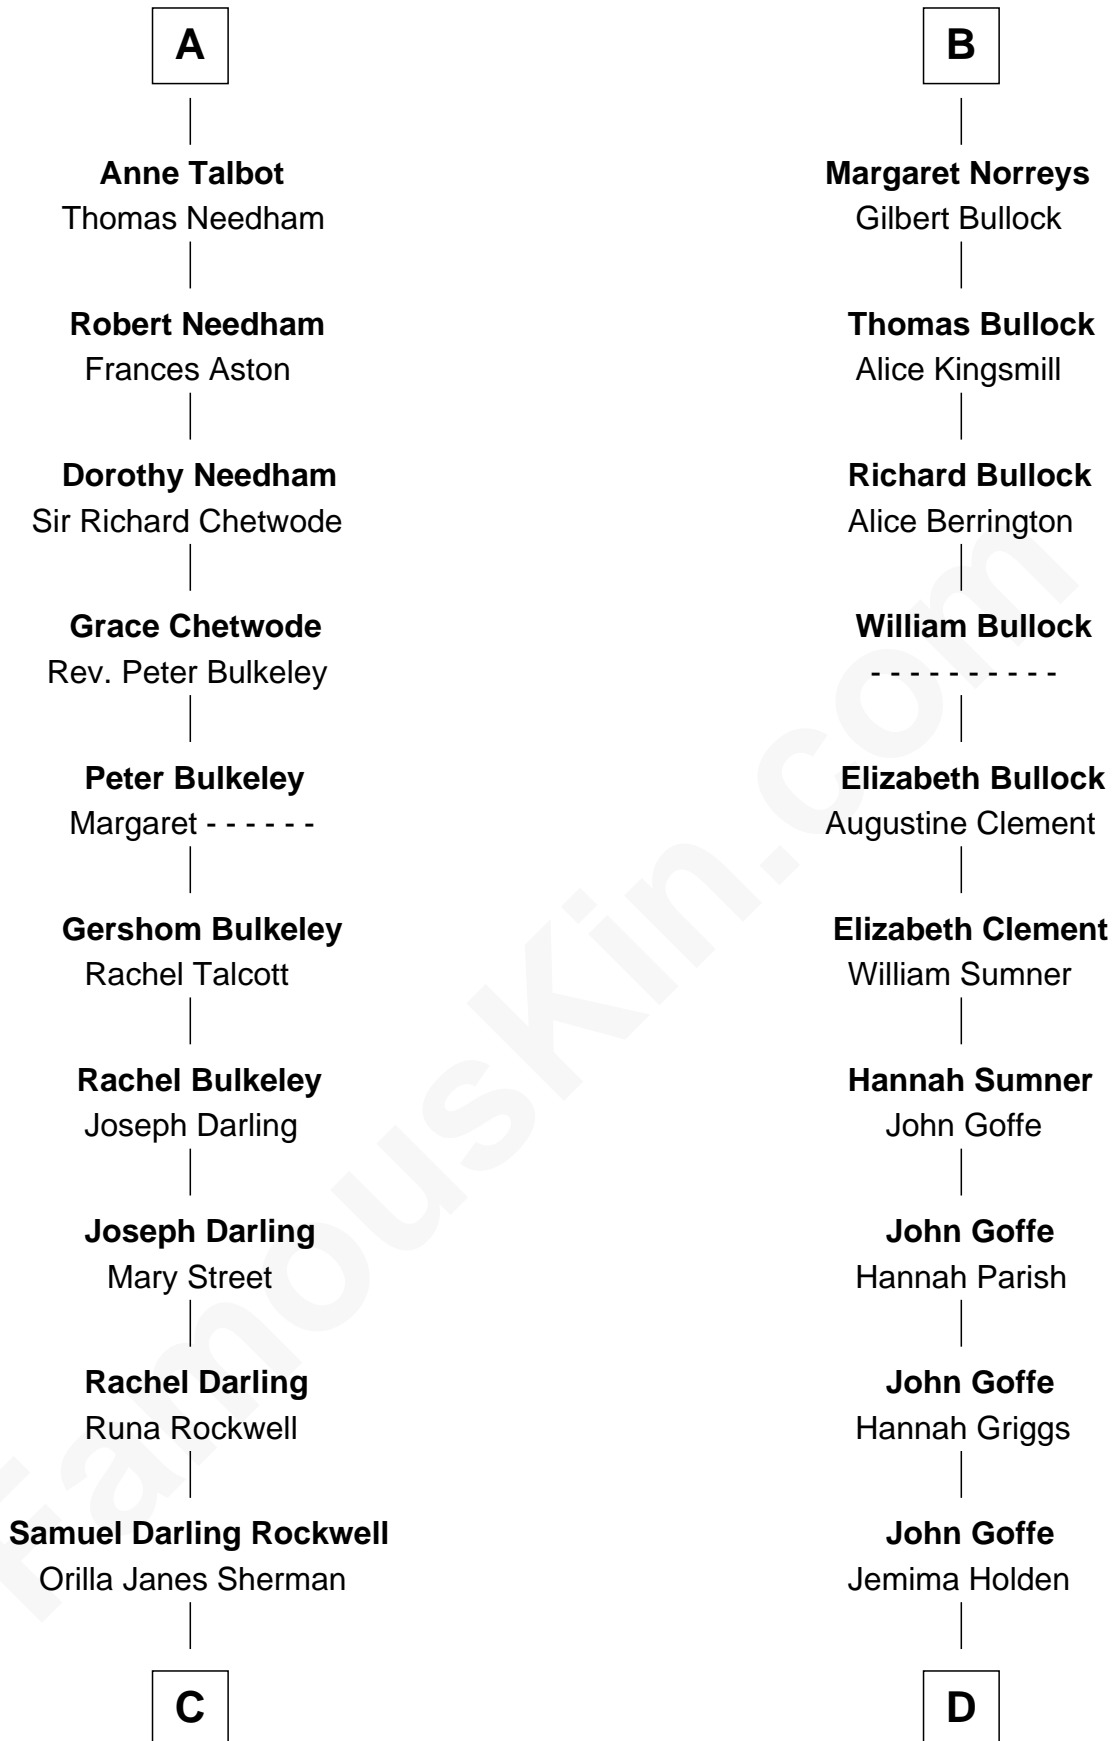 A
Anne Talbot
Thomas Needham
Robert Needham
Frances Aston
Dorothy Needham
Sir Richard Chetwode
Grace Chetwode
Rev. Peter Bulkeley
Peter Bulkeley
Margaret - - - - - -
Gershom Bulkeley
Rachel Talcott
Rachel Bulkeley
Joseph Darling
Joseph Darling
Mary Street
Rachel Darling
Runa Rockwell
Samuel Darling Rockwell
Orilla Janes Sherman
C
B
Margaret Norreys
Gilbert Bullock
Thomas Bullock
Alice Kingsmill
Richard Bullock
Alice Berrington
William Bullock
- - - - - - - - - -
Elizabeth Bullock
Augustine Clement
Elizabeth Clement
William Sumner
Hannah Sumner
John Goffe
John Goffe
Hannah Parish
John Goffe
Hannah Griggs
John Goffe
Jemima Holden
D
FamousKin.com